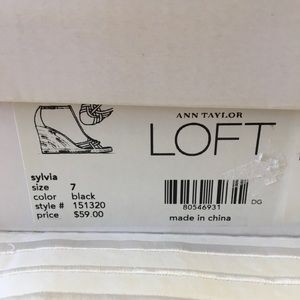 ANN TAYLOR
LOFT
sylvia
size 7
color black
style # 151320
price $59.00
80546931
DG
made in china